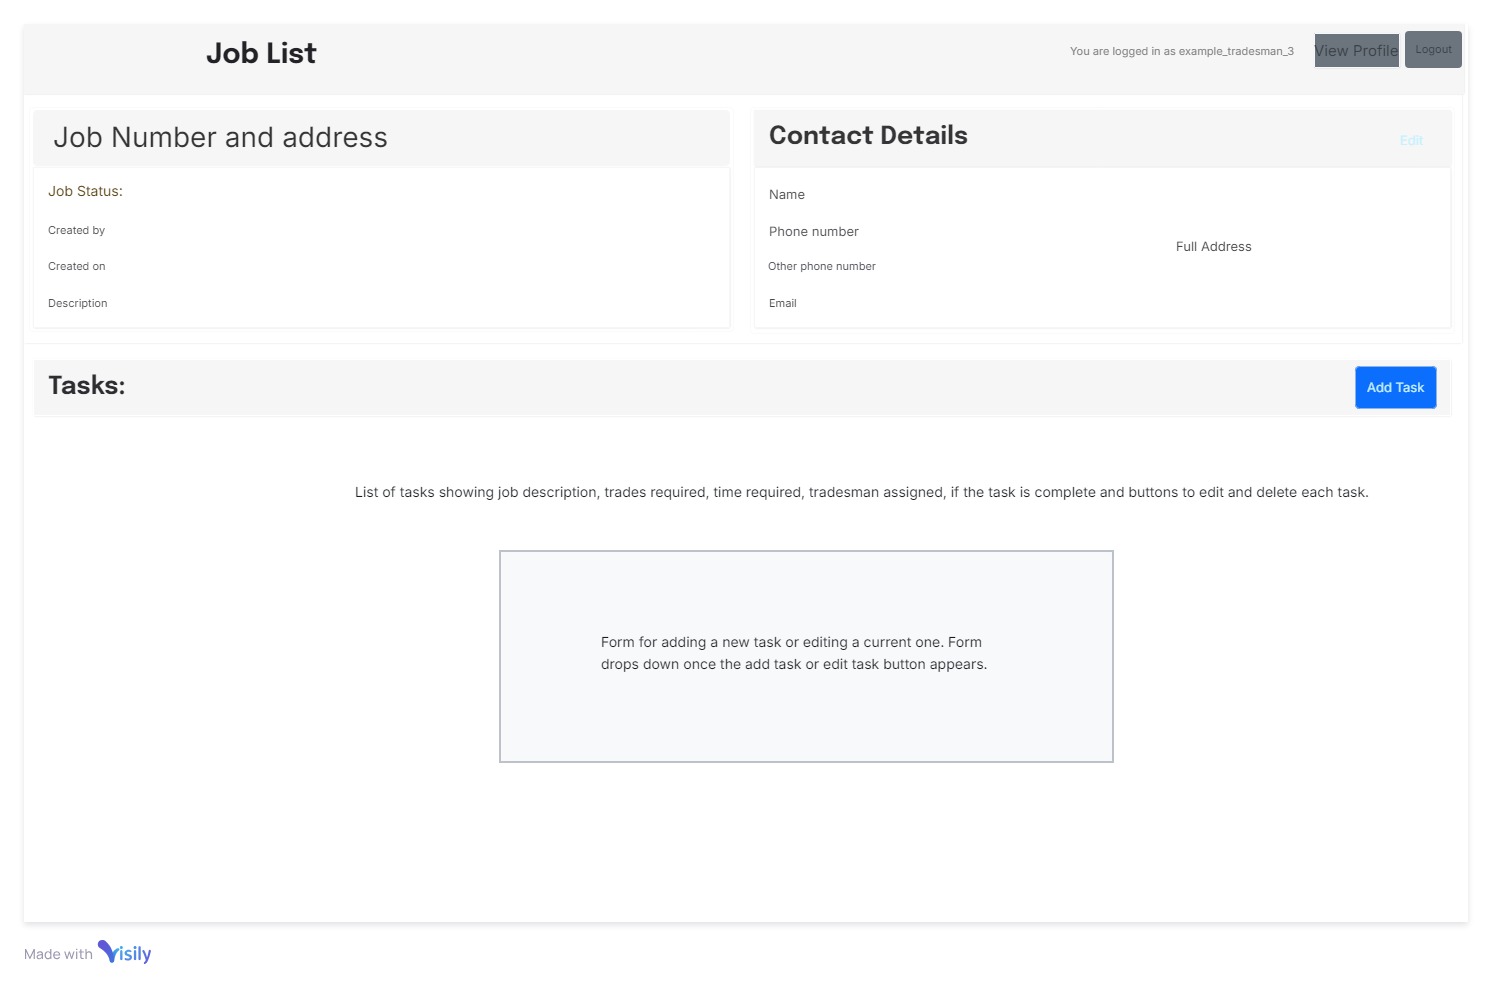 Job List
You are logged in as example_tradesman_3
View Profile
Logout
Job Number and address
Job Status:
Created by
Created on
Description
Contact Details
Edit
Name
Phone number
Other phone number
Email
Full Address
Tasks:
Add Task
List of tasks showing job description, trades required, time required, tradesman assigned, if the task is complete and buttons to edit and delete each task.
Form for adding a new task or editing a current one. Form
drops down once the add task or edit task button appears.
Made with Visily